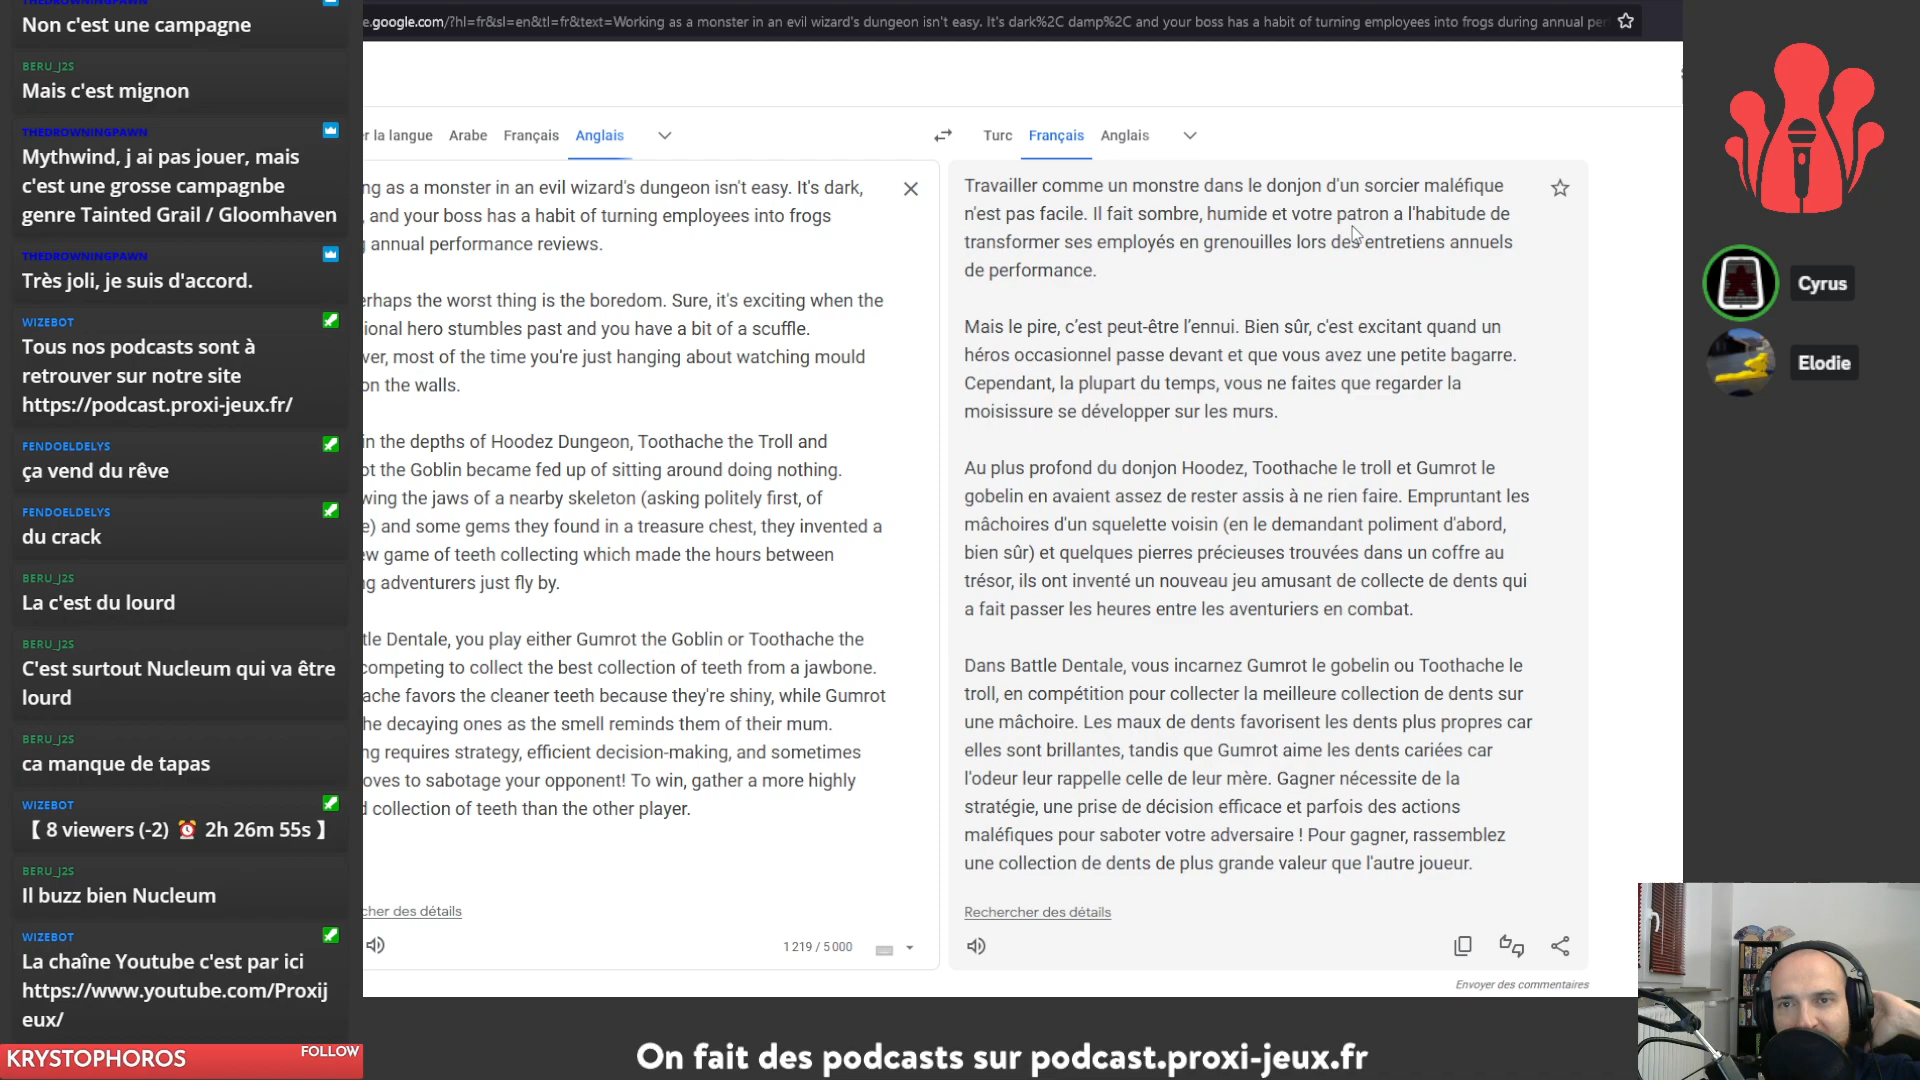 Non c'est une campagne
BERU_J2S
Mais c'est mignon
THEDROWNINGPAWN
Mythwind, j ai pas jouer, mais
c'est une grosse campagnbe
genre Tainted Grail / Gloomhaven
THEDROWNINGPAWN
Très joli, je suis d'accord.
WIZEBOT
Tous nos podcasts sont à
retrouver sur notre site
https://podcast.proxi-jeux.fr/
FENDOELDELYS
ça vend du rêve
FENDOELDELYS
du crack
BERU_J2S
La c'est du lourd
BERU_J2S
C'est surtout Nucleum qui va être
lourd
BERU_J2S
ca manque de tapas
WIZEBOT
【 8 viewers (-2) ⏰ 2h 26m 55s 】
BERU_J2S
Il buzz bien Nucleum
WIZEBOT
La chaîne Youtube c'est par ici
https://www.youtube.com/Proxij
eux/
KRYSTOPHOROS
FOLLOW
e.google.com/?hl=fr&sl=en&tl=fr&text=Working as a monster in an evil wizard's dungeon isn't easy. It's dark%2C damp%2C and your boss has a habit of turning employees into frogs during annual per
r la langue Arabe Français Anglais
Turc Français Anglais
ng as a monster in an evil wizard's dungeon isn't easy. It's dark,
, and your boss has a habit of turning employees into frogs
g annual performance reviews.
erhaps the worst thing is the boredom. Sure, it's exciting when the
ional hero stumbles past and you have a bit of a scuffle.
ver, most of the time you're just hanging about watching mould
on the walls.
in the depths of Hoodez Dungeon, Toothache the Troll and
ot the Goblin became fed up of sitting around doing nothing.
wing the jaws of a nearby skeleton (asking politely first, of
e) and some gems they found in a treasure chest, they invented a
ew game of teeth collecting which made the hours between
g adventurers just fly by.
tle Dentale, you play either Gumrot the Goblin or Toothache the
competing to collect the best collection of teeth from a jawbone.
ache favors the cleaner teeth because they're shiny, while Gumrot
he decaying ones as the smell reminds them of their mum.
ng requires strategy, efficient decision-making, and sometimes
oves to sabotage your opponent! To win, gather a more highly
d collection of teeth than the other player.
cher des détails
1 219 / 5 000
Travailler comme un monstre dans le donjon d'un sorcier maléfique
n'est pas facile. Il fait sombre, humide et votre patron a l'habitude de
transformer ses employés en grenouilles lors des entretiens annuels
de performance.
Mais le pire, c’est peut-être l’ennui. Bien sûr, c'est excitant quand un
héros occasionnel passe devant et que vous avez une petite bagarre.
Cependant, la plupart du temps, vous ne faites que regarder la
moisissure se développer sur les murs.
Au plus profond du donjon Hoodez, Toothache le troll et Gumrot le
gobelin en avaient assez de rester assis à ne rien faire. Empruntant les
mâchoires d'un squelette voisin (en le demandant poliment d'abord,
bien sûr) et quelques pierres précieuses trouvées dans un coffre au
trésor, ils ont inventé un nouveau jeu amusant de collecte de dents qui
a fait passer les heures entre les aventuriers en combat.
Dans Battle Dentale, vous incarnez Gumrot le gobelin ou Toothache le
troll, en compétition pour collecter la meilleure collection de dents sur
une mâchoire. Les maux de dents favorisent les dents plus propres car
elles sont brillantes, tandis que Gumrot aime les dents cariées car
l'odeur leur rappelle celle de leur mère. Gagner nécessite de la
stratégie, une prise de décision efficace et parfois des actions
maléfiques pour saboter votre adversaire ! Pour gagner, rassemblez
une collection de dents de plus grande valeur que l'autre joueur.
Rechercher des détails
Envoyer des commentaires
Cyrus
Elodie
On fait des podcasts sur podcast.proxi-jeux.fr